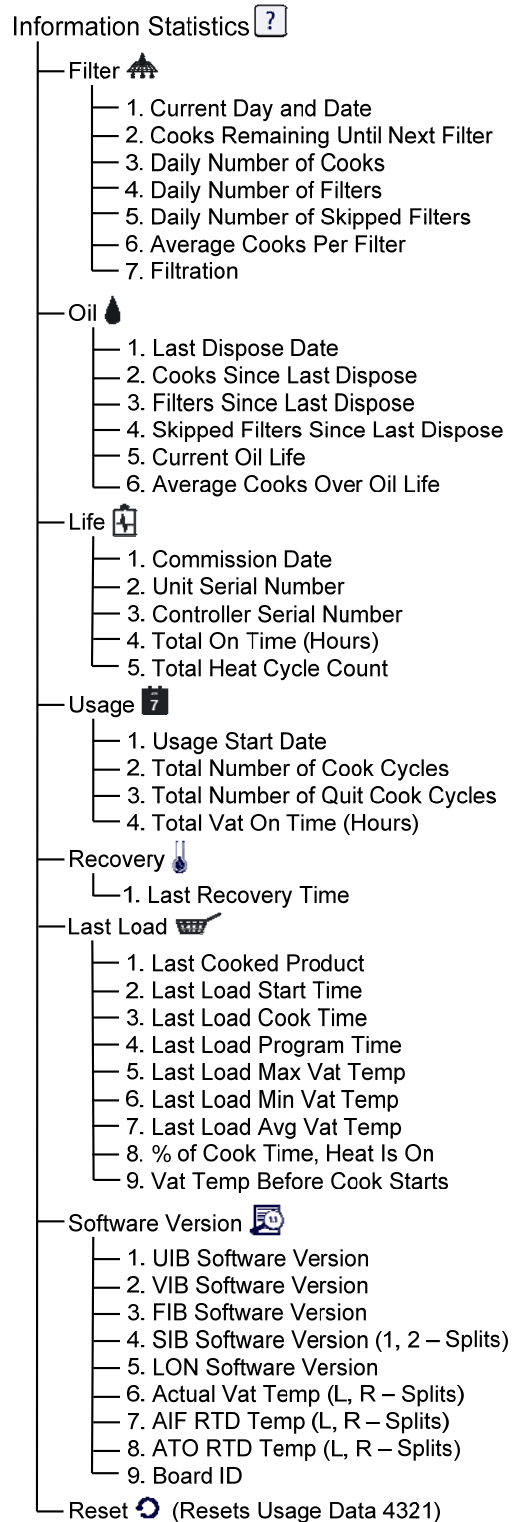 Information Statistics ?
Filter
1. Current Day and Date
2. Cooks Remaining Until Next Filter
3. Daily Number of Cooks
4. Daily Number of Filters
5. Daily Number of Skipped Filters
6. Average Cooks Per Filter
7. Filtration
Oil
1. Last Dispose Date
2. Cooks Since Last Dispose
3. Filters Since Last Dispose
4. Skipped Filters Since Last Dispose
5. Current Oil Life
6. Average Cooks Over Oil Life
Life
1. Commission Date
2. Unit Serial Number
3. Controller Serial Number
4. Total On Time (Hours)
5. Total Heat Cycle Count
Usage 7
1. Usage Start Date
2. Total Number of Cook Cycles
3. Total Number of Quit Cook Cycles
4. Total Vat On Time (Hours)
Recovery
1. Last Recovery Time
Last Load
1. Last Cooked Product
2. Last Load Start Time
3. Last Load Cook Time
4. Last Load Program Time
5. Last Load Max Vat Temp
6. Last Load Min Vat Temp
7. Last Load Avg Vat Temp
8. % of Cook Time, Heat Is On
9. Vat Temp Before Cook Starts
Software Version
1. UIB Software Version
2. VIB Software Version
3. FIB Software Version
4. SIB Software Version (1, 2 – Splits)
5. LON Software Version
6. Actual Vat Temp (L, R – Splits)
7. AIF RTD Temp (L, R – Splits)
8. ATO RTD Temp (L, R – Splits)
9. Board ID
Reset (Resets Usage Data 4321)